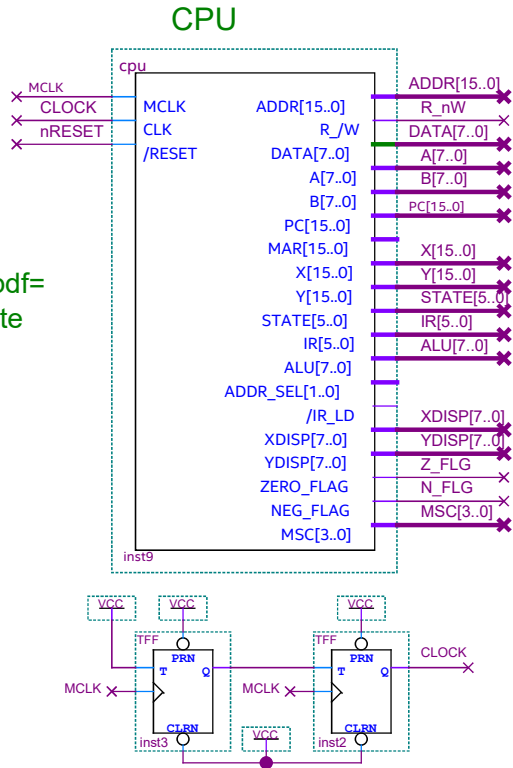 CPU
cpu
MCLK
CLOCK
nRESET
MCLK
CLK
/RESET
ADDR[15..0]
R_/W
DATA[7..0]
A[7..0]
B[7..0]
PC[15..0]
MAR[15..0]
X[15..0]
Y[15..0]
STATE[5..0]
IR[5..0]
ALU[7..0]
ADDR_SEL[1..0]
/IR_LD
XDISP[7..0]
YDISP[7..0]
ZERO_FLAG
NEG_FLAG
MSC[3..0]
ADDR[15..0]
R_nW
DATA[7..0]
A[7..0]
B[7..0]
PC[15..0]
X[15..0]
Y[15..0]
STATE[5..0]
IR[5..0]
ALU[7..0]
XDISP[7..0]
YDISP[7..0]
Z_FLG
N_FLG
MSC[3..0]
inst9
odf=
te
VCC
VCC
VCC
TFF
PRN
T
Q
MCLK
CLRN
inst3
VCC
TFF
PRN
T
Q
MCLK
CLRN
inst2
CLOCK